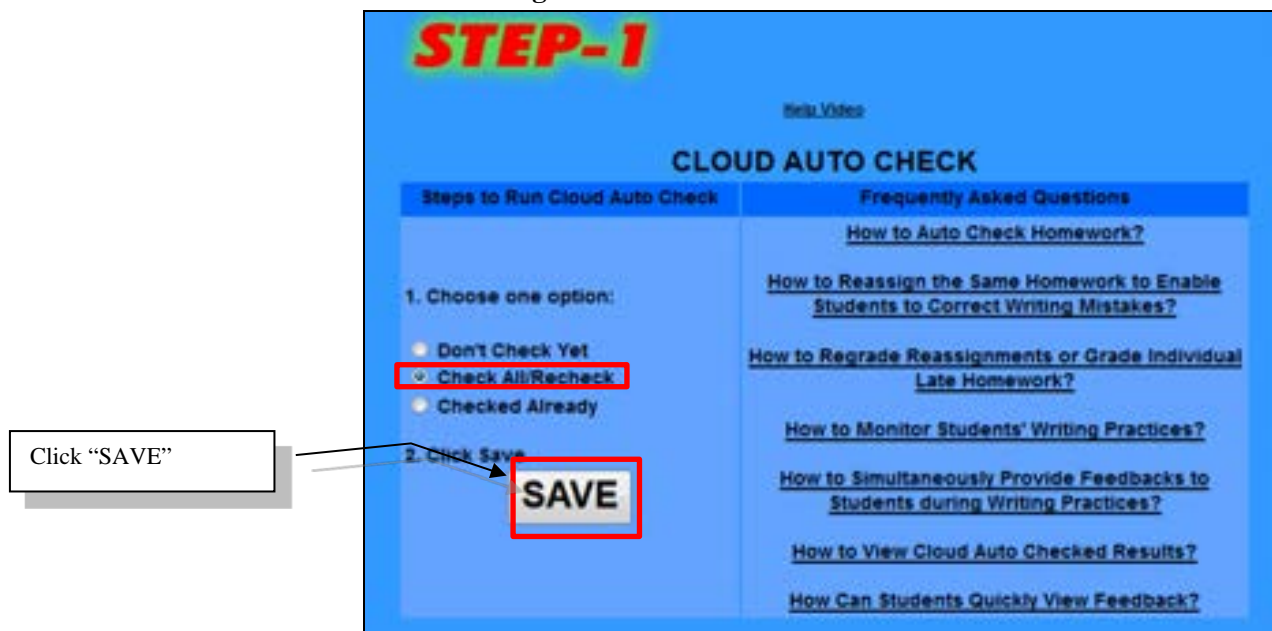 STEP-1
Help Video
CLOUD AUTO CHECK
Steps to Run Cloud Auto Check
Frequently Asked Questions
1. Choose one option:
Don't Check Yet
Check All/Recheck
Checked Already
2. Click Save
SAVE
Click “SAVE”
How to Auto Check Homework?
How to Reassign the Same Homework to Enable
Students to Correct Writing Mistakes?
How to Regrade Reassignments or Grade Individual
Late Homework?
How to Monitor Students' Writing Practices?
How to Simultaneously Provide Feedbacks to
Students during Writing Practices?
How to View Cloud Auto Checked Results?
How Can Students Quickly View Feedback?